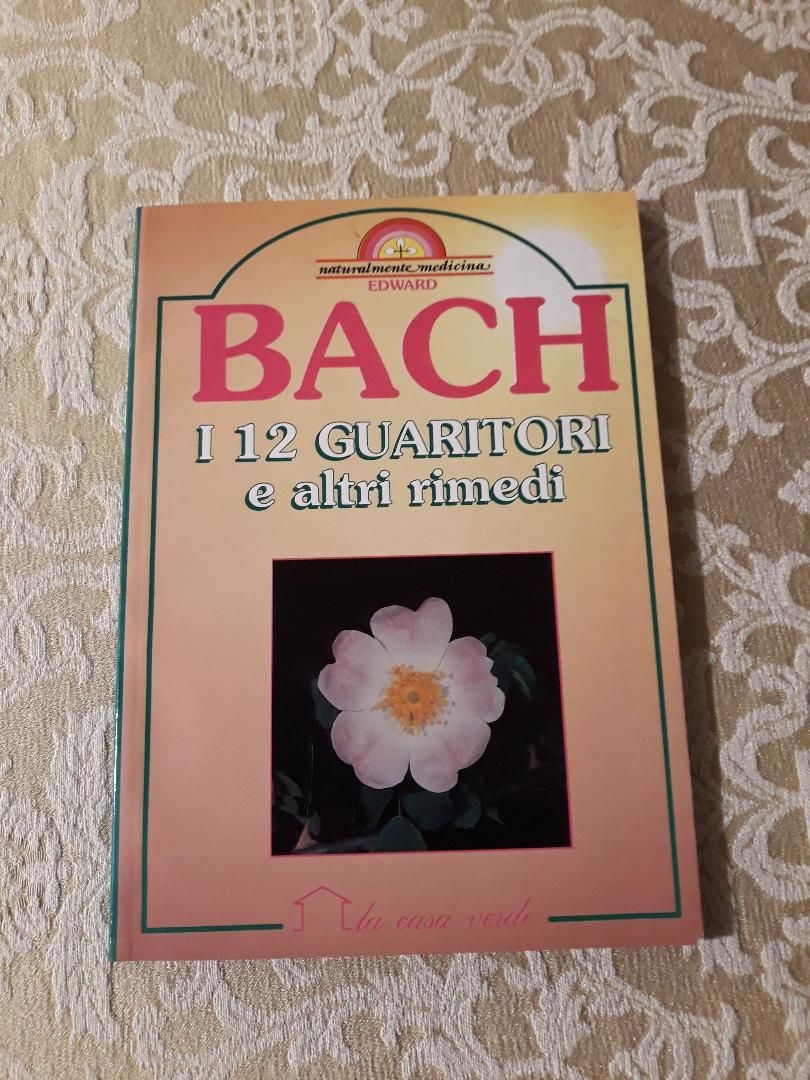 naturalmente medicina
EDWARD
BACH
I 12 GUARITORI
e altri rimedi
la casa verde